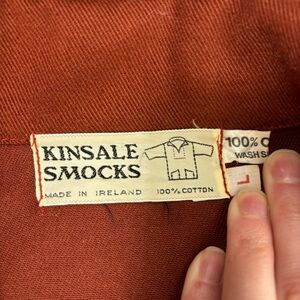 KINSALE
SMOCKS
MADE IN IRELAND 100% COTTON
100% C
WASH S
L